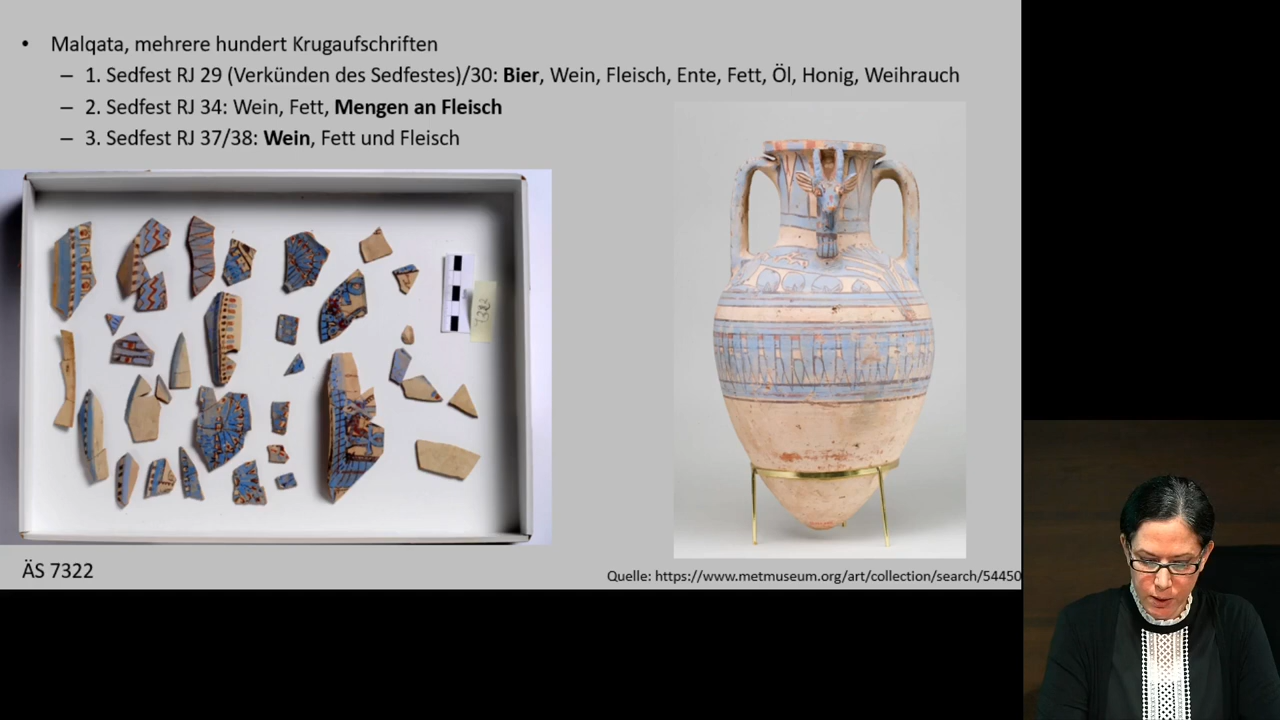 • Malqata, mehrere hundert Krugaufschriften
– 1. Sedfest RJ 29 (Verkünden des Sedfestes)/30: Bier, Wein, Fleisch, Ente, Fett, Öl, Honig, Weihrauch
– 2. Sedfest RJ 34: Wein, Fett, Mengen an Fleisch
– 3. Sedfest RJ 37/38: Wein, Fett und Fleisch
ÄS 7322
Quelle: https://www.metmuseum.org/art/collection/search/54450